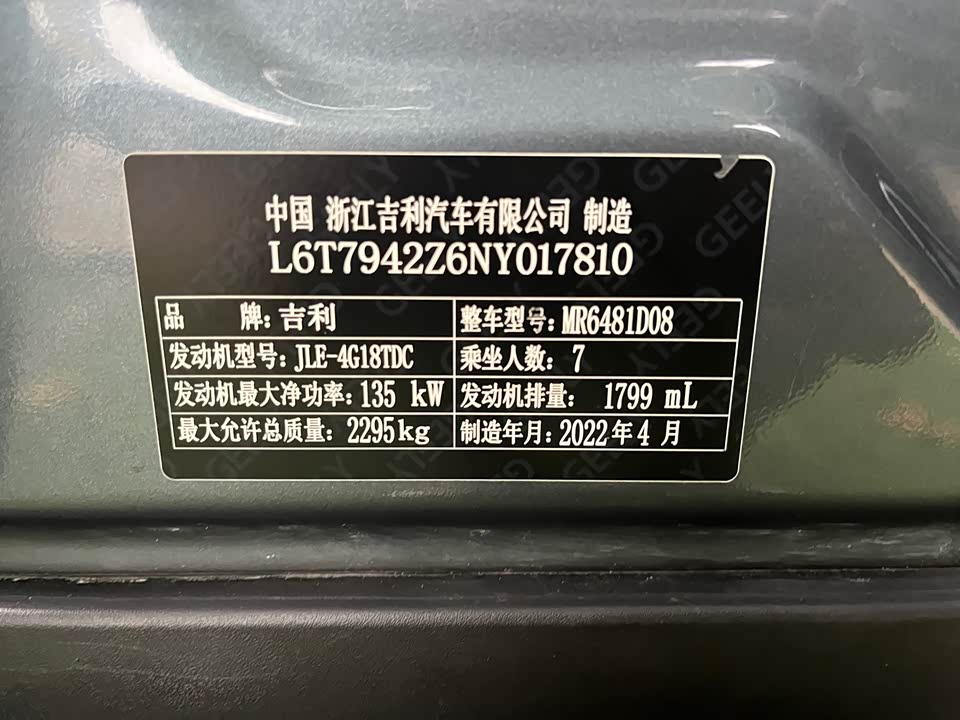 中国 浙江吉利汽车有限公司 制造
L6T7942Z6NY017810
品 牌: 吉利 整车型号: MR6481D08
发动机型号: JLE-4G18TDC 乘坐人数: 7
发动机最大净功率: 135 kW 发动机排量: 1799 mL
最大允许总质量: 2295kg 制造年月: 2022年4月